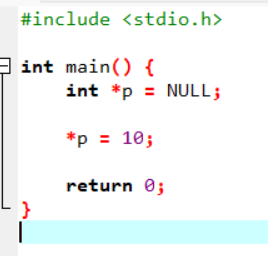 #include <stdio.h>
int main() {
    int *p = NULL;
    *p = 10;
    return 0;
}